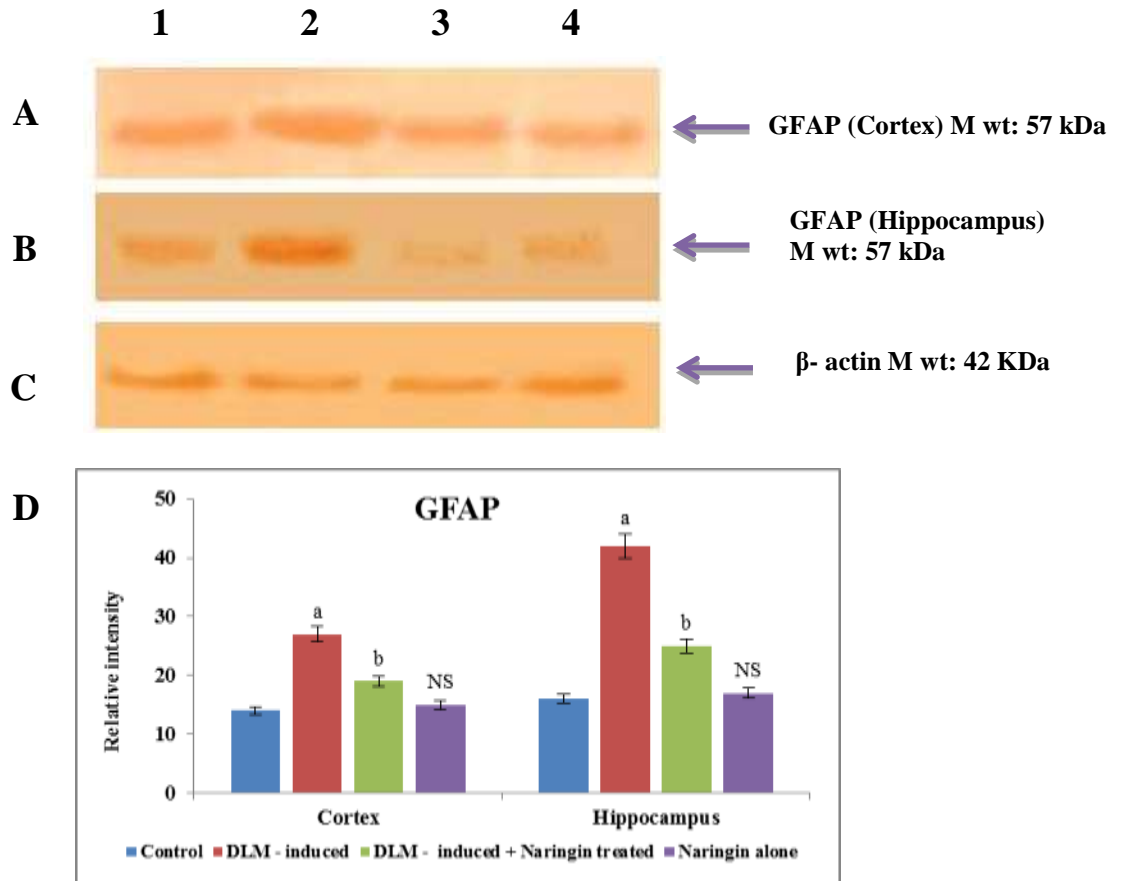 1 2 3 4
A
GFAP (Cortex) M wt: 57 kDa
B
GFAP (Hippocampus)
M wt: 57 kDa
C
β- actin M wt: 42 KDa
D
GFAP
Relative intensity
50
40
30
20
10
0
a
b
NS
a
b
NS
Cortex
Hippocampus
Control DLM - induced DLM - induced + Naringin treated Naringin alone